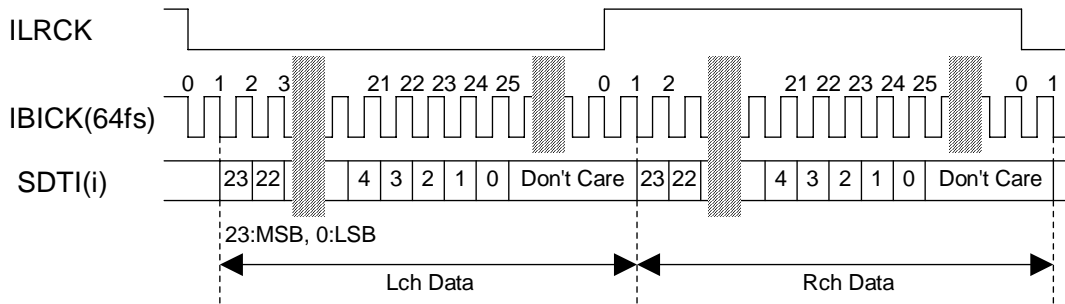 ILRCK
0 1 2 3 21 22 23 24 25 0 1 2 21 22 23 24 25 0 1
IBICK(64fs)
SDTI(i) 23 22 4 3 2 1 0 Don't Care 23 22 4 3 2 1 0 Don't Care
23:MSB, 0:LSB
Lch Data Rch Data